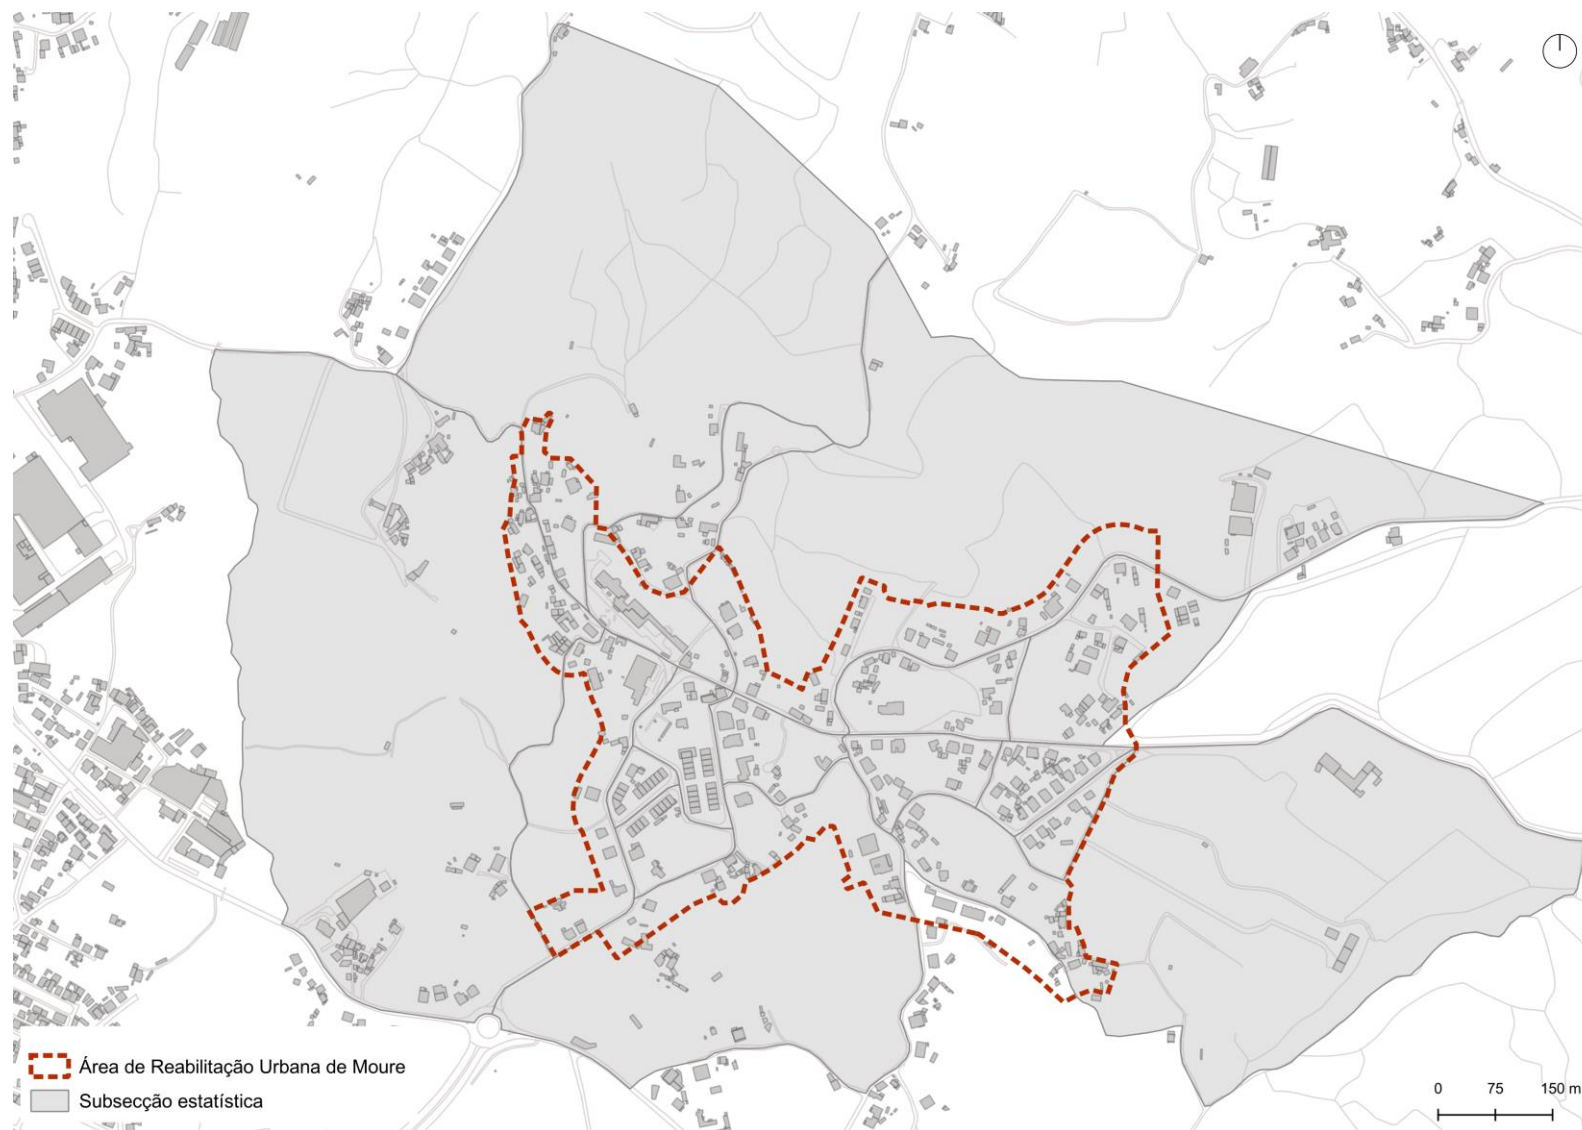 Área de Reabilitação Urbana de Moure
Subsecção estatística
0 75 150 m